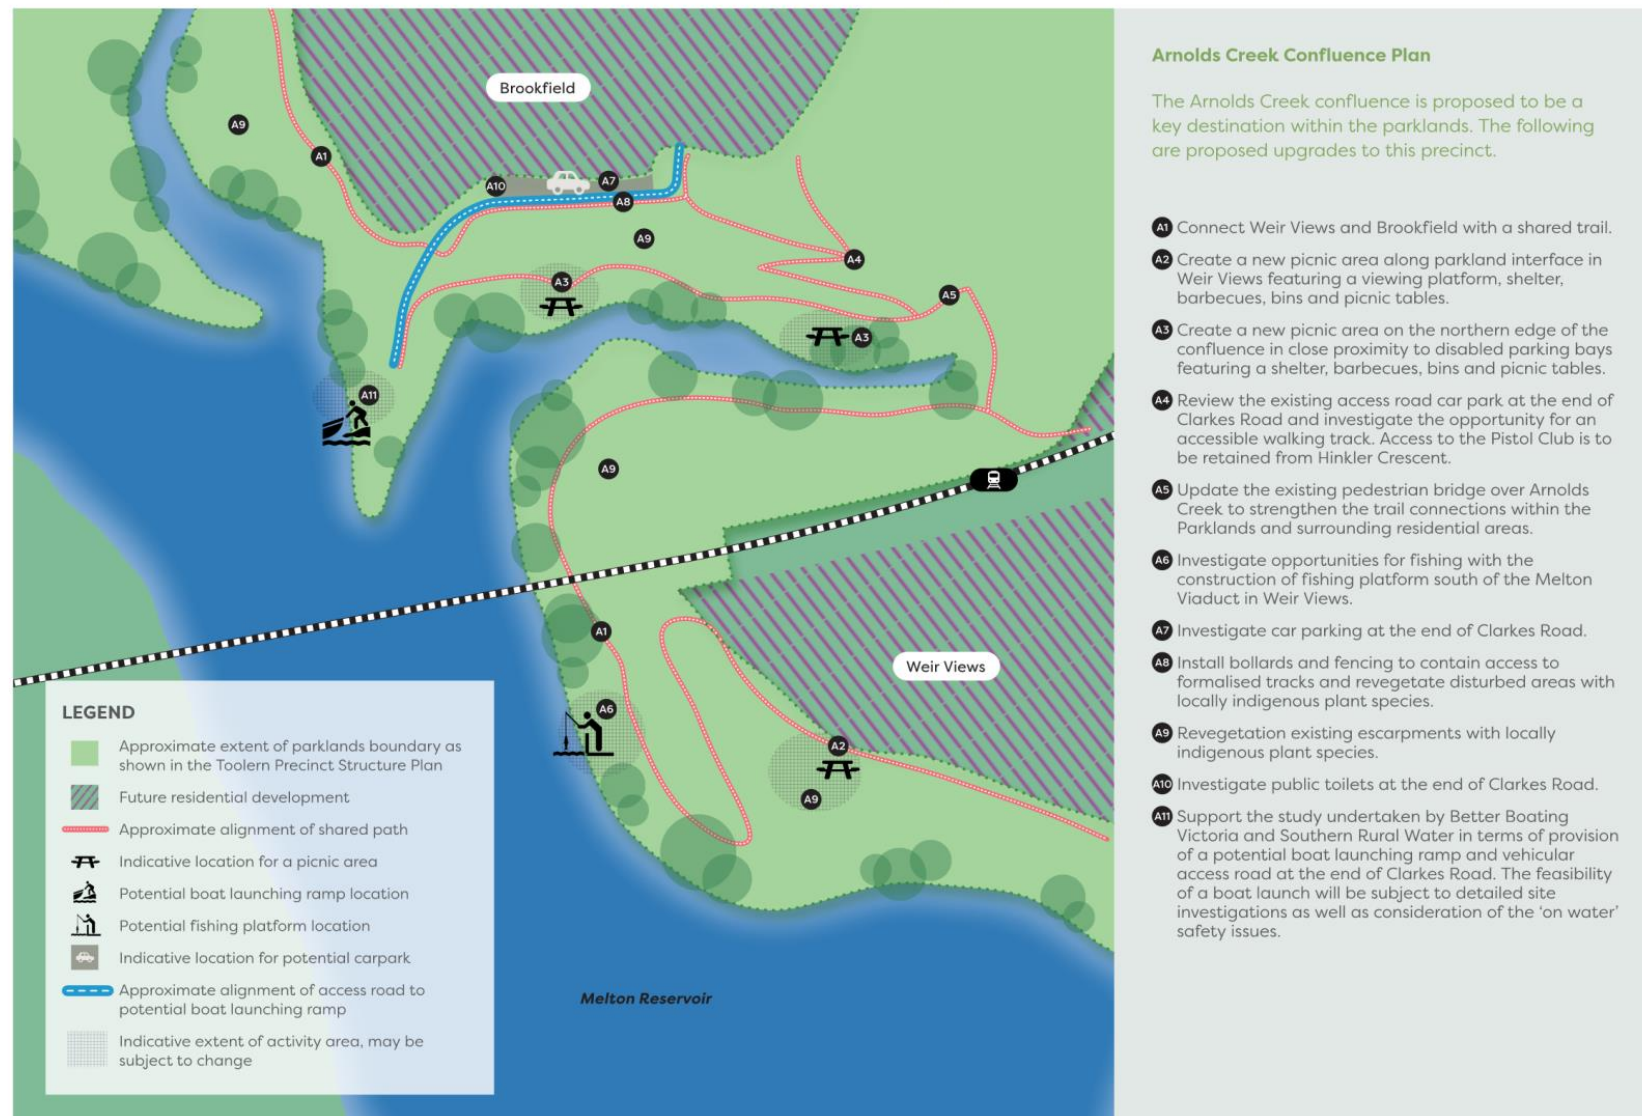 Brookfield
A9
A1
A10
A7
A8
A9
A4
A3
A5
A3
A11
A9
A1
Weir Views
A6
A2
A9
Melton Reservoir
LEGEND
Approximate extent of parklands boundary as
shown in the Toolern Precinct Structure Plan
Future residential development
Approximate alignment of shared path
Indicative location for a picnic area
Potential boat launching ramp location
Potential fishing platform location
Indicative location for potential carpark
Approximate alignment of access road to
potential boat launching ramp
Indicative extent of activity area, may be
subject to change
Arnolds Creek Confluence Plan
The Arnolds Creek confluence is proposed to be a
key destination within the parklands. The following
are proposed upgrades to this precinct.
A1 Connect Weir Views and Brookfield with a shared trail.
A2 Create a new picnic area along parkland interface in
Weir Views featuring a viewing platform, shelter,
barbecues, bins and picnic tables.
A3 Create a new picnic area on the northern edge of the
confluence in close proximity to disabled parking bays
featuring a shelter, barbecues, bins and picnic tables.
A4 Review the existing access road car park at the end of
Clarkes Road and investigate the opportunity for an
accessible walking track. Access to the Pistol Club is to
be retained from Hinkler Crescent.
A5 Update the existing pedestrian bridge over Arnolds
Creek to strengthen the trail connections within the
Parklands and surrounding residential areas.
A6 Investigate opportunities for fishing with the
construction of fishing platform south of the Melton
Viaduct in Weir Views.
A7 Investigate car parking at the end of Clarkes Road.
A8 Install bollards and fencing to contain access to
formalised tracks and revegetate disturbed areas with
locally indigenous plant species.
A9 Revegetation existing escarpments with locally
indigenous plant species.
A10 Investigate public toilets at the end of Clarkes Road.
A11 Support the study undertaken by Better Boating
Victoria and Southern Rural Water in terms of provision
of a potential boat launching ramp and vehicular
access road at the end of Clarkes Road. The feasibility
of a boat launch will be subject to detailed site
investigations as well as consideration of the ‘on water’
safety issues.